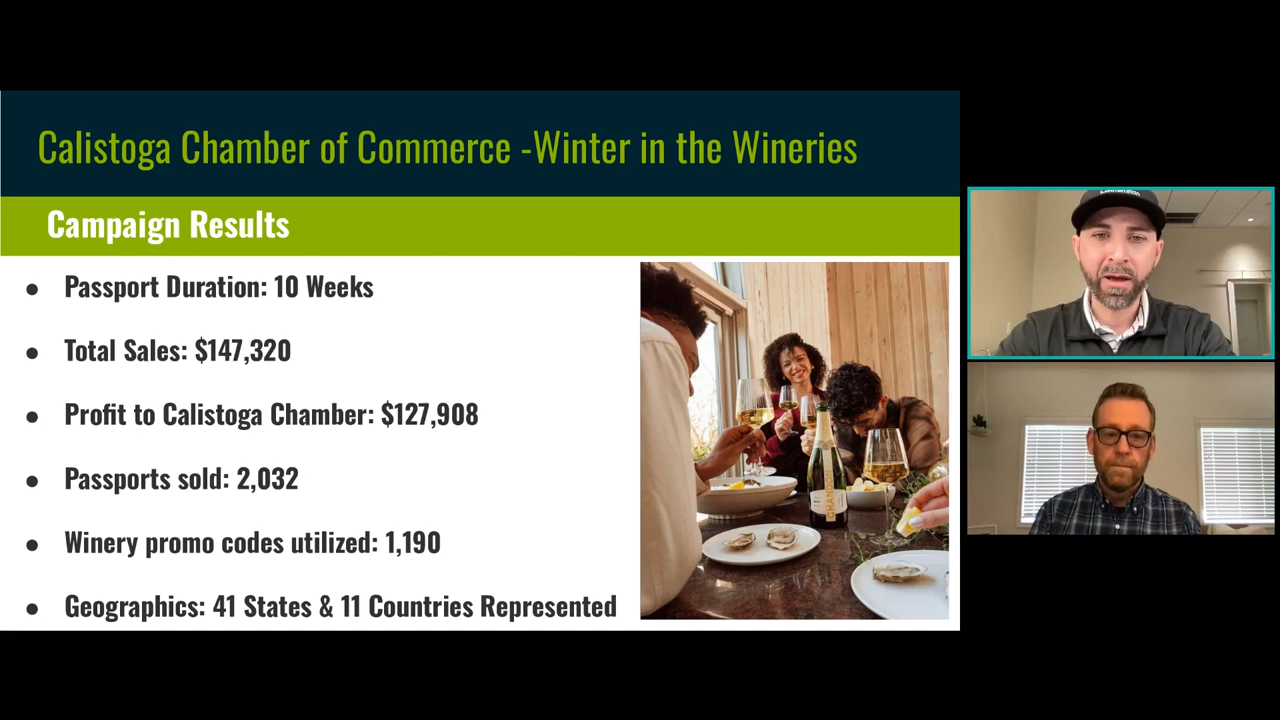 Calistoga Chamber of Commerce -Winter in the Wineries
Campaign Results
● Passport Duration: 10 Weeks
● Total Sales: $147,320
● Profit to Calistoga Chamber: $127,908
● Passports sold: 2,032
● Winery promo codes utilized: 1,190
● Geographics: 41 States & 11 Countries Represented
CHANDON